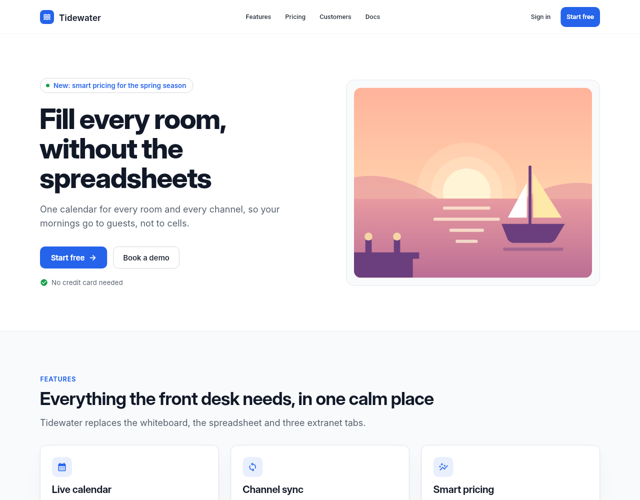 Tidewater
Features
Pricing
Customers
Docs
Sign in
Start free
New: smart pricing for the spring season
Fill every room,
without the
spreadsheets
One calendar for every room and every channel, so your
mornings go to guests, not to cells.
Start free
Book a demo
No credit card needed
FEATURES
Everything the front desk needs, in one calm place
Tidewater replaces the whiteboard, the spreadsheet and three extranet tabs.
Live calendar
Channel sync
Smart pricing